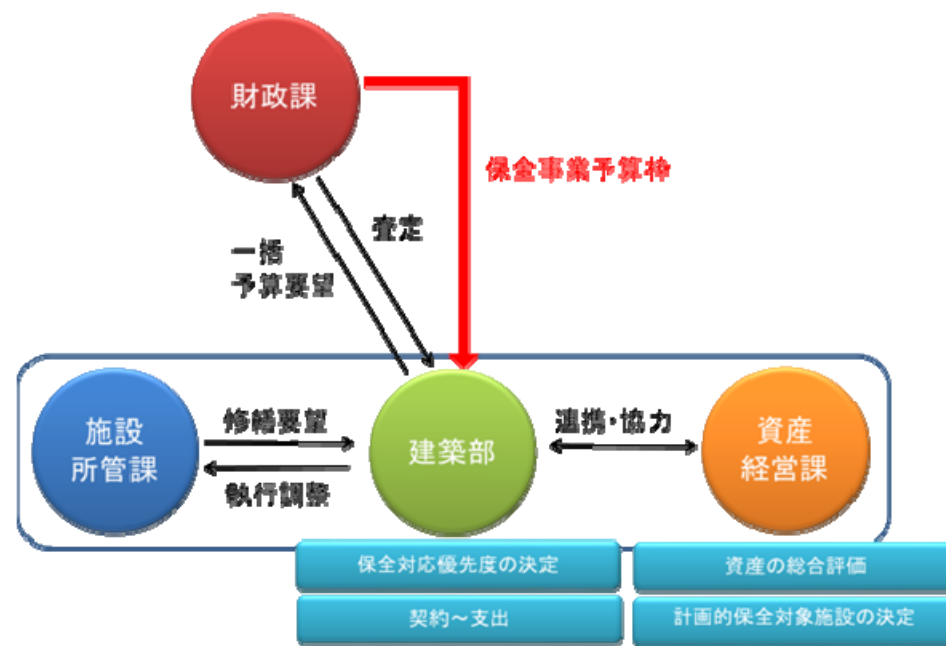 財政課
保全事業予算枠
査定
一括
予算要望
施設
所管課
修繕要望
執行調整
建築部
連携・協力
資産
経営課
保全対応優先度の決定
資産の総合評価
契約～支出
計画的保全対象施設の決定